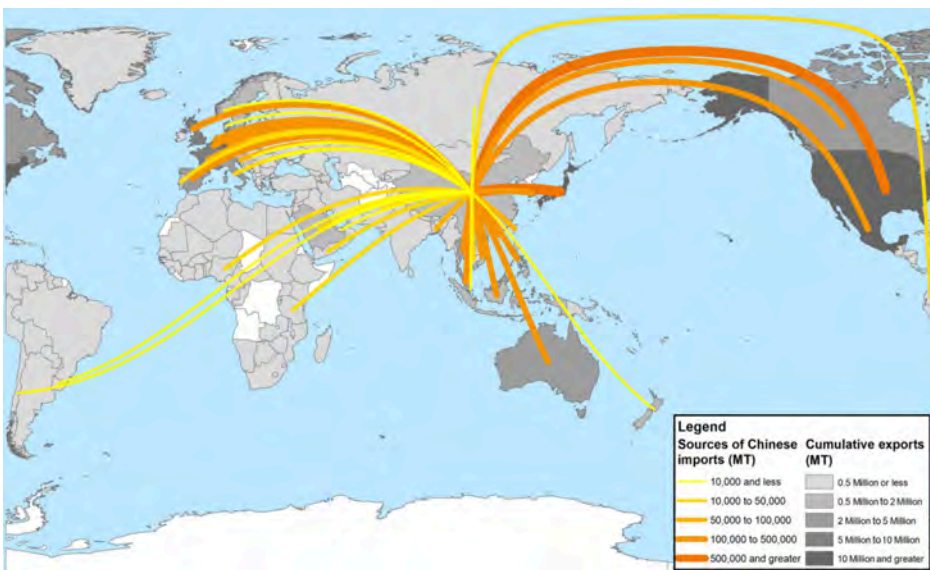 Legend
Sources of Chinese
imports (MT)
10,000 and less
10,000 to 50,000
50,000 to 100,000
100,000 to 500,000
500,000 and greater
Cumulative exports
(MT)
0.5 Million or less
0.5 Million to 2 Million
2 Million to 5 Million
5 Million to 10 Million
10 Million and greater